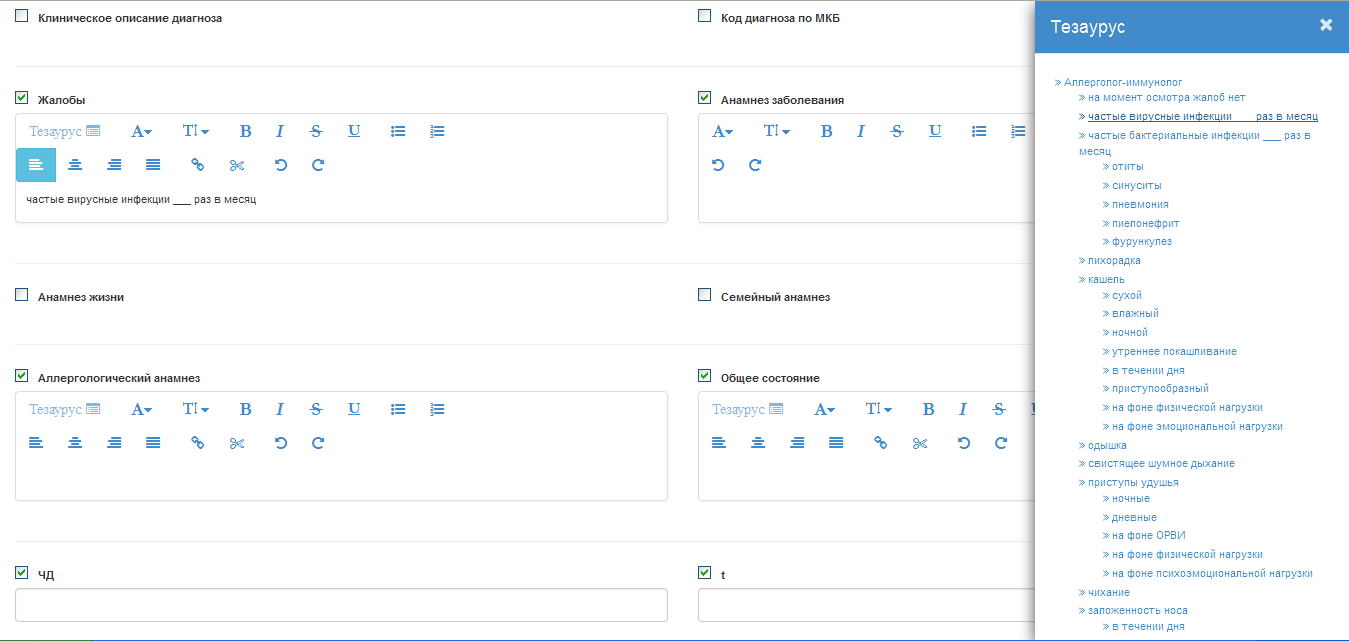 Клиническое описание диагноза
Код диагноза по МКБ
Жалобы
Анамнез заболевания
Тезаурус A T B I S U
A T B I S
частые вирусные инфекции ___ раз в месяц
Анамнез жизни
Семейный анамнез
Аллергологический анамнез
Общее состояние
Тезаурус A T B I S U
Тезаурус A T B I S
ЧД
t
Тезаурус
» Аллерголог-иммунолог
» на момент осмотра жалоб нет
» частые вирусные инфекции ___ раз в месяц
» частые бактериальные инфекции ___ раз в
месяц
» отиты
» синуситы
» пневмония
» пиелонефрит
» фурункулез
» лихорадка
» кашель
» сухой
» влажный
» ночной
» утреннее покашливание
» в течении дня
» приступообразный
» на фоне физической нагрузки
» на фоне эмоциональной нагрузки
» одышка
» свистящее шумное дыхание
» приступы удушья
» ночные
» дневные
» на фоне ОРВИ
» на фоне физической нагрузки
» на фоне психоэмоциональной нагрузки
» чихание
» заложенность носа
» в течении дня